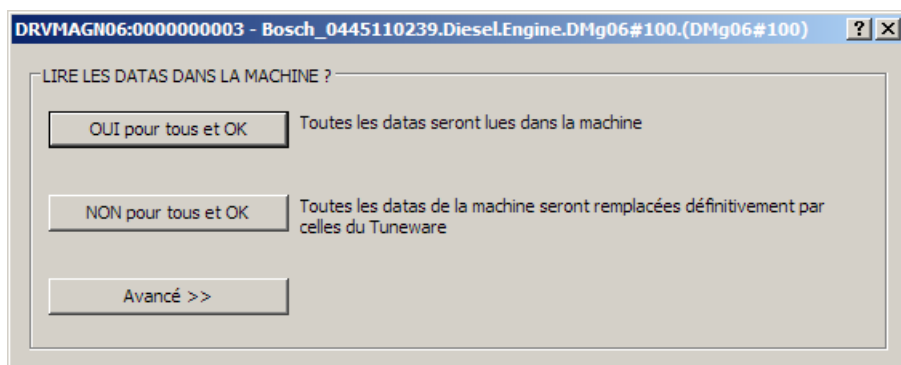 DRVMAGN06:0000000003 - Bosch_0445110239.Diesel.Engine.DMg06#100.(DMg06#100)
LIRE LES DATAS DANS LA MACHINE ?
OUI pour tous et OK
Toutes les datas seront lues dans la machine
NON pour tous et OK
Toutes les datas de la machine seront remplacées définitivement par
celles du Tuneware
Avancé >>